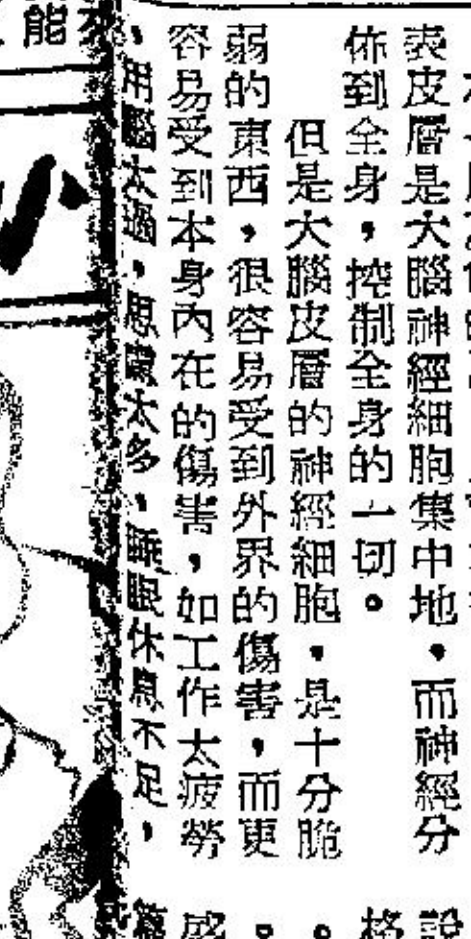 表皮層是大腦神經細胞集中地，而神經分
佈到全身，控制全身的一切。
但是大腦皮層的神經細胞，是十分脆
弱的東西，很容易受到外界的傷害，而更
容易受到本身內在的傷害，如工作太疲勞
，用腦太過，思慮太多，睡眠休息不足，
設
格
。
。
感
能